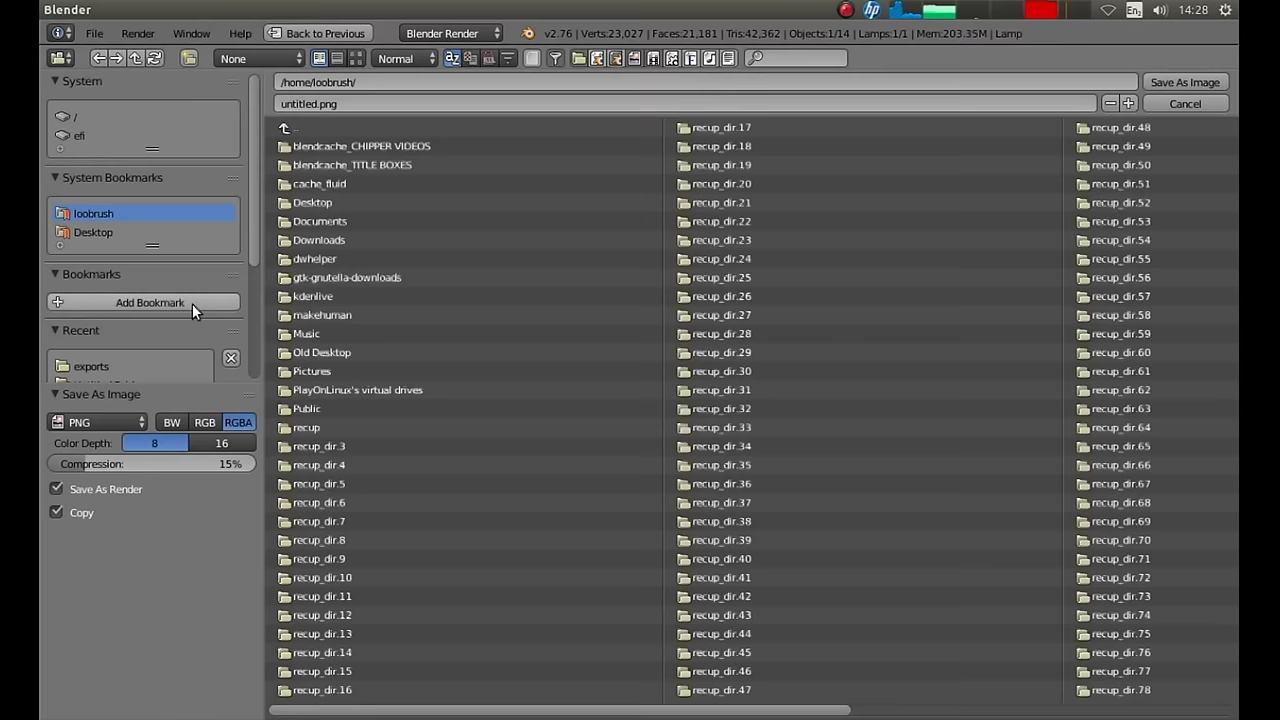 Blender
En₂
14:28
File
Render
Window
Help
Back to Previous
Blender Render
v2.76 | Verts:23,027 | Faces:21,181 | Tris:42,362 | Objects:1/14 | Lamps:1/1 | Mem:203.35M | Lamp
None
Normal
System
/
efi
System Bookmarks
loobrush
Desktop
Bookmarks
Add Bookmark
Recent
exports
Save As Image
PNG
BW
RGB
RGBA
Color Depth:
8
16
Compression: 15%
Save As Render
Copy
/home/loobrush/
Save As Image
untitled.png
Cancel
..
blendcache_CHIPPER VIDEOS
blendcache_TITLE BOXES
cache_fluid
Desktop
Documents
Downloads
dwhelper
gtk-gnutella-downloads
kdenlive
makehuman
Music
Old Desktop
Pictures
PlayOnLinux's virtual drives
Public
recup
recup_dir.3
recup_dir.4
recup_dir.5
recup_dir.6
recup_dir.7
recup_dir.8
recup_dir.9
recup_dir.10
recup_dir.11
recup_dir.12
recup_dir.13
recup_dir.14
recup_dir.15
recup_dir.16
recup_dir.17
recup_dir.18
recup_dir.19
recup_dir.20
recup_dir.21
recup_dir.22
recup_dir.23
recup_dir.24
recup_dir.25
recup_dir.26
recup_dir.27
recup_dir.28
recup_dir.29
recup_dir.30
recup_dir.31
recup_dir.32
recup_dir.33
recup_dir.34
recup_dir.35
recup_dir.36
recup_dir.37
recup_dir.38
recup_dir.39
recup_dir.40
recup_dir.41
recup_dir.42
recup_dir.43
recup_dir.44
recup_dir.45
recup_dir.46
recup_dir.47
recup_dir.48
recup_dir.49
recup_dir.50
recup_dir.51
recup_dir.52
recup_dir.53
recup_dir.54
recup_dir.55
recup_dir.56
recup_dir.57
recup_dir.58
recup_dir.59
recup_dir.60
recup_dir.61
recup_dir.62
recup_dir.63
recup_dir.64
recup_dir.65
recup_dir.66
recup_dir.67
recup_dir.68
recup_dir.69
recup_dir.70
recup_dir.71
recup_dir.72
recup_dir.73
recup_dir.74
recup_dir.75
recup_dir.76
recup_dir.77
recup_dir.78